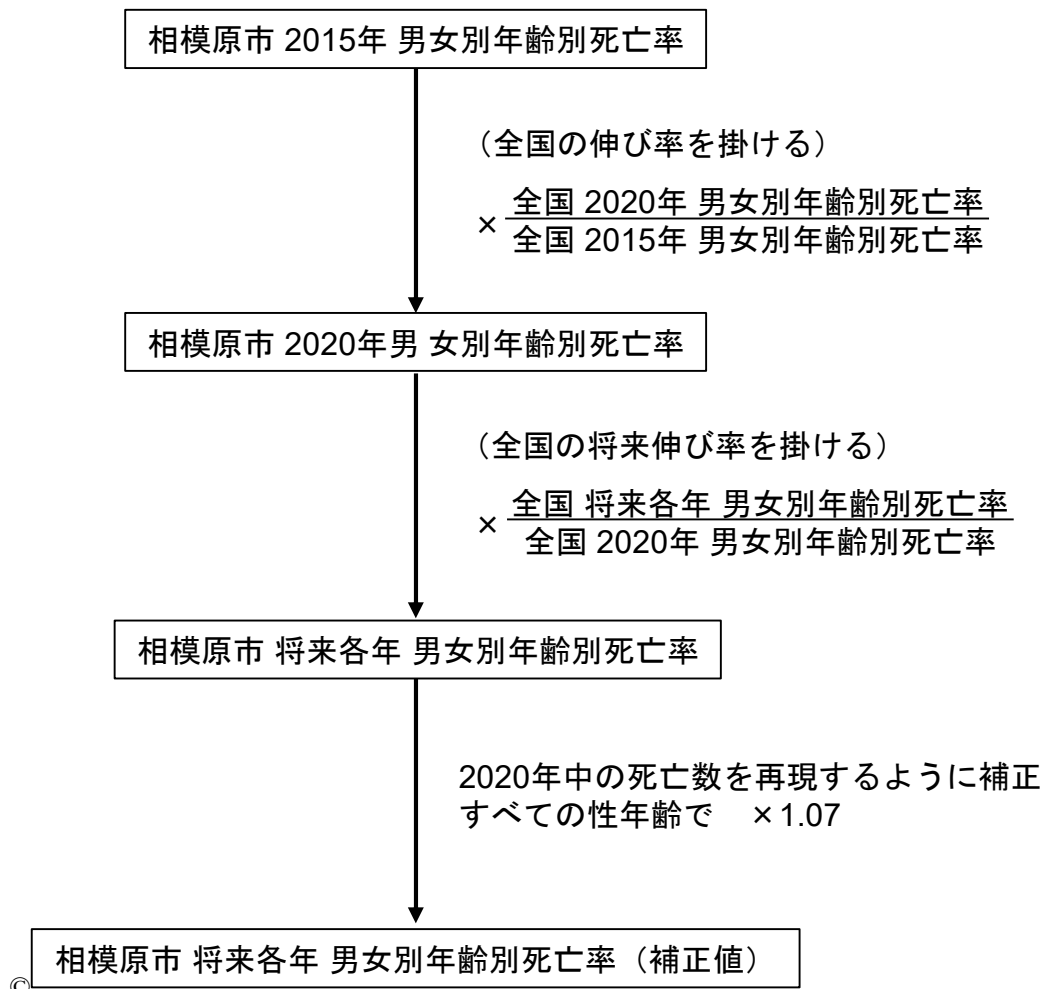 相模原市 2015年 男女別年齢別死亡率
（全国の伸び率を掛ける）
× 全国 2020年 男女別年齢別死亡率
全国 2015年 男女別年齢別死亡率
相模原市 2020年男 女別年齢別死亡率
（全国の将来伸び率を掛ける）
× 全国 将来各年 男女別年齢別死亡率
全国 2020年 男女別年齢別死亡率
相模原市 将来各年 男女別年齢別死亡率
2020年中の死亡数を再現するように補正
すべての性年齢で　×1.07
相模原市 将来各年 男女別年齢別死亡率（補正値）
©